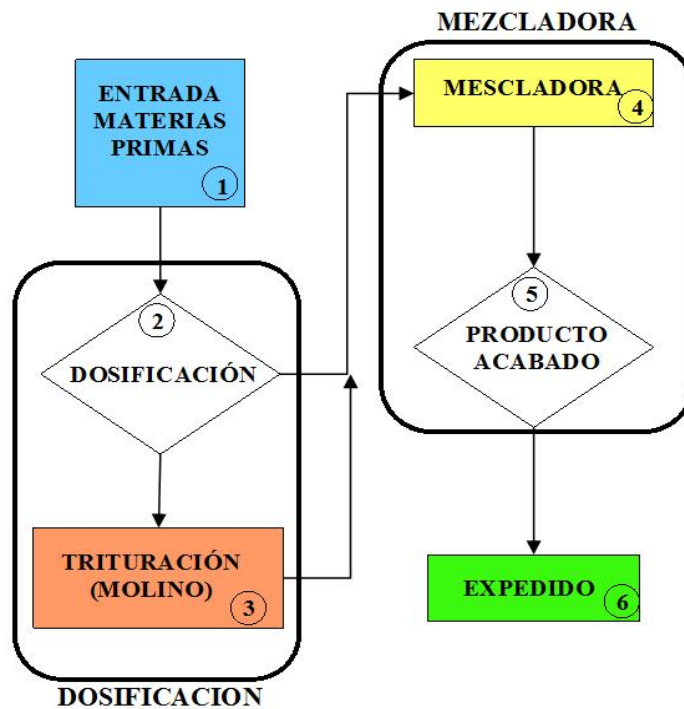 ENTRADA
MATERIAS
PRIMAS
1
2
DOSIFICACIÓN
TRITURACIÓN
(MOLINO)
3
DOSIFICACION
MEZCLADORA
MESCLADORA
4
5
PRODUCTO
ACABADO
EXPEDIDO
6